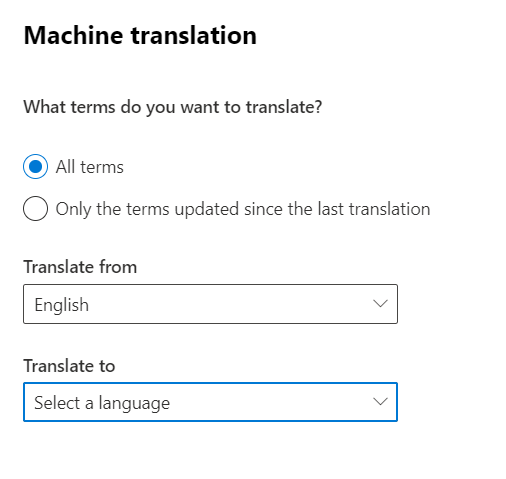 Machine translation
What terms do you want to translate?
All terms
Only the terms updated since the last translation
Translate from
English
Translate to
Select a language